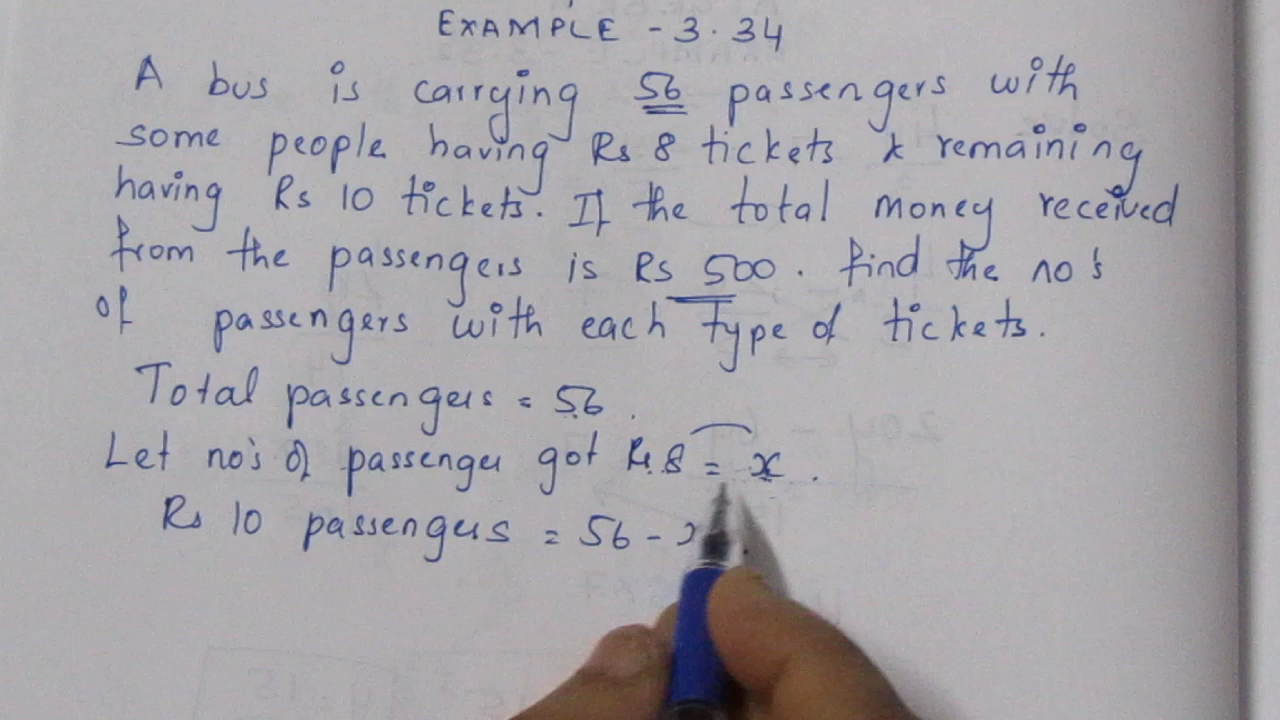 EXAMPLE - 3.34
A bus is carrying 56 passengers with
some people having Rs 8 tickets & remaining
having Rs 10 tickets. If the total money received
from the passengers is Rs 500. find the no's
of passengers with each Type of tickets.
Total passengers = 56.
Let no's of passenger got Rs 8 = x.
Rs 10 passengers = 56 - x